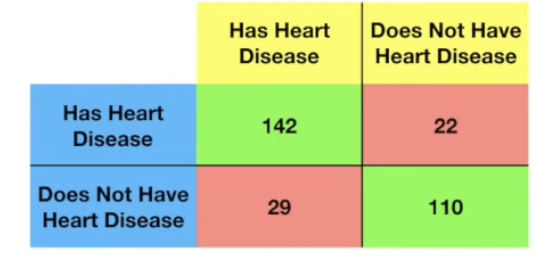 Has Heart
Disease
Does Not Have
Heart Disease
Has Heart
Disease
142
22
Does Not Have
Heart Disease
29
110